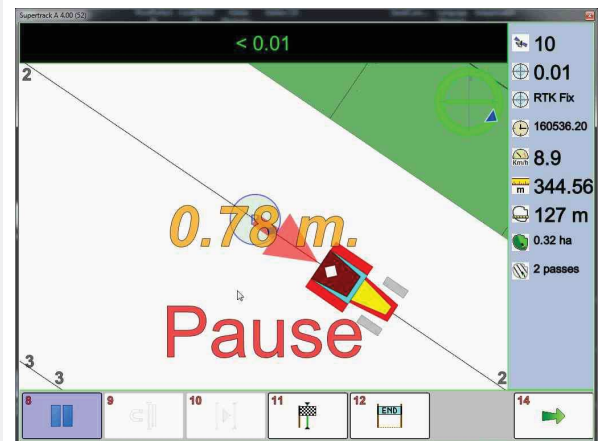 Supertrack A 4.00 (52)
< 0.01
10
0.01
RTK Fix
160536.20
Km/h
8.9
m
344.56
127 m
0.32 ha
2 passes
2
0.78 m.
Pause
3
3
2
8
9
10
11
12
END
14